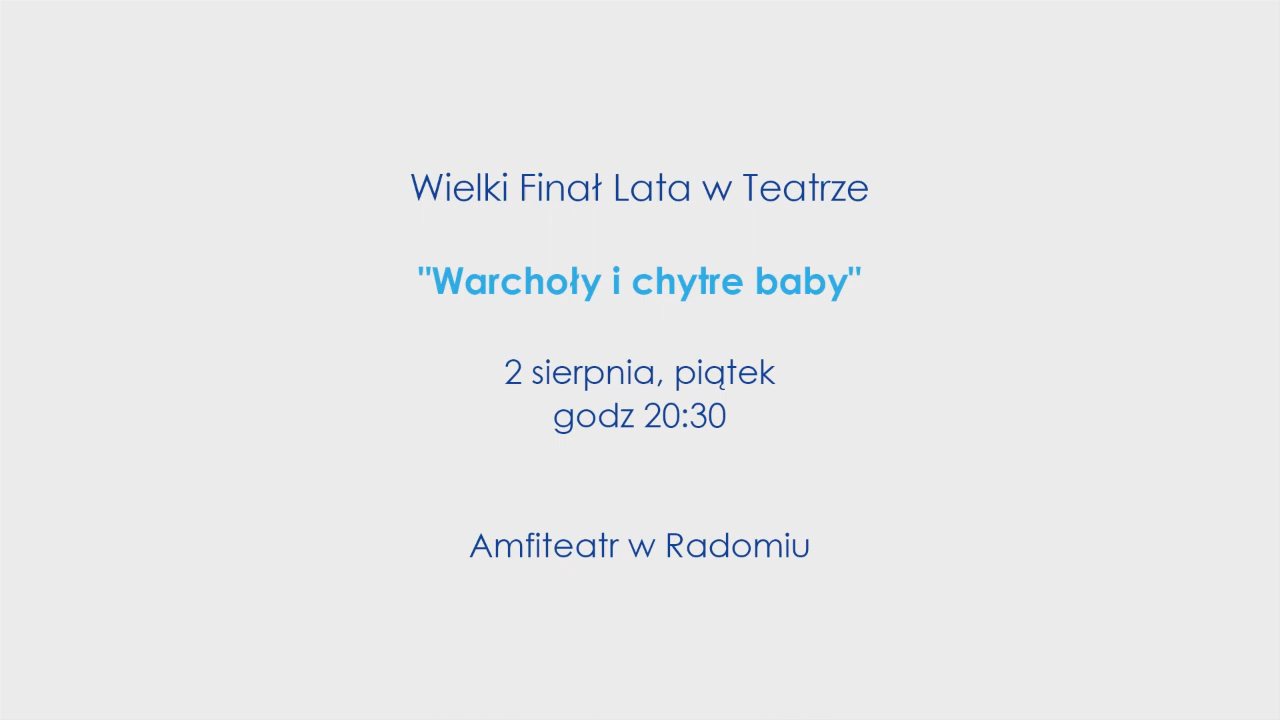 Wielki Finał Lata w Teatrze
"Warchoły i chytre baby"
2 sierpnia, piątek
godz 20:30
Amfiteatr w Radomiu